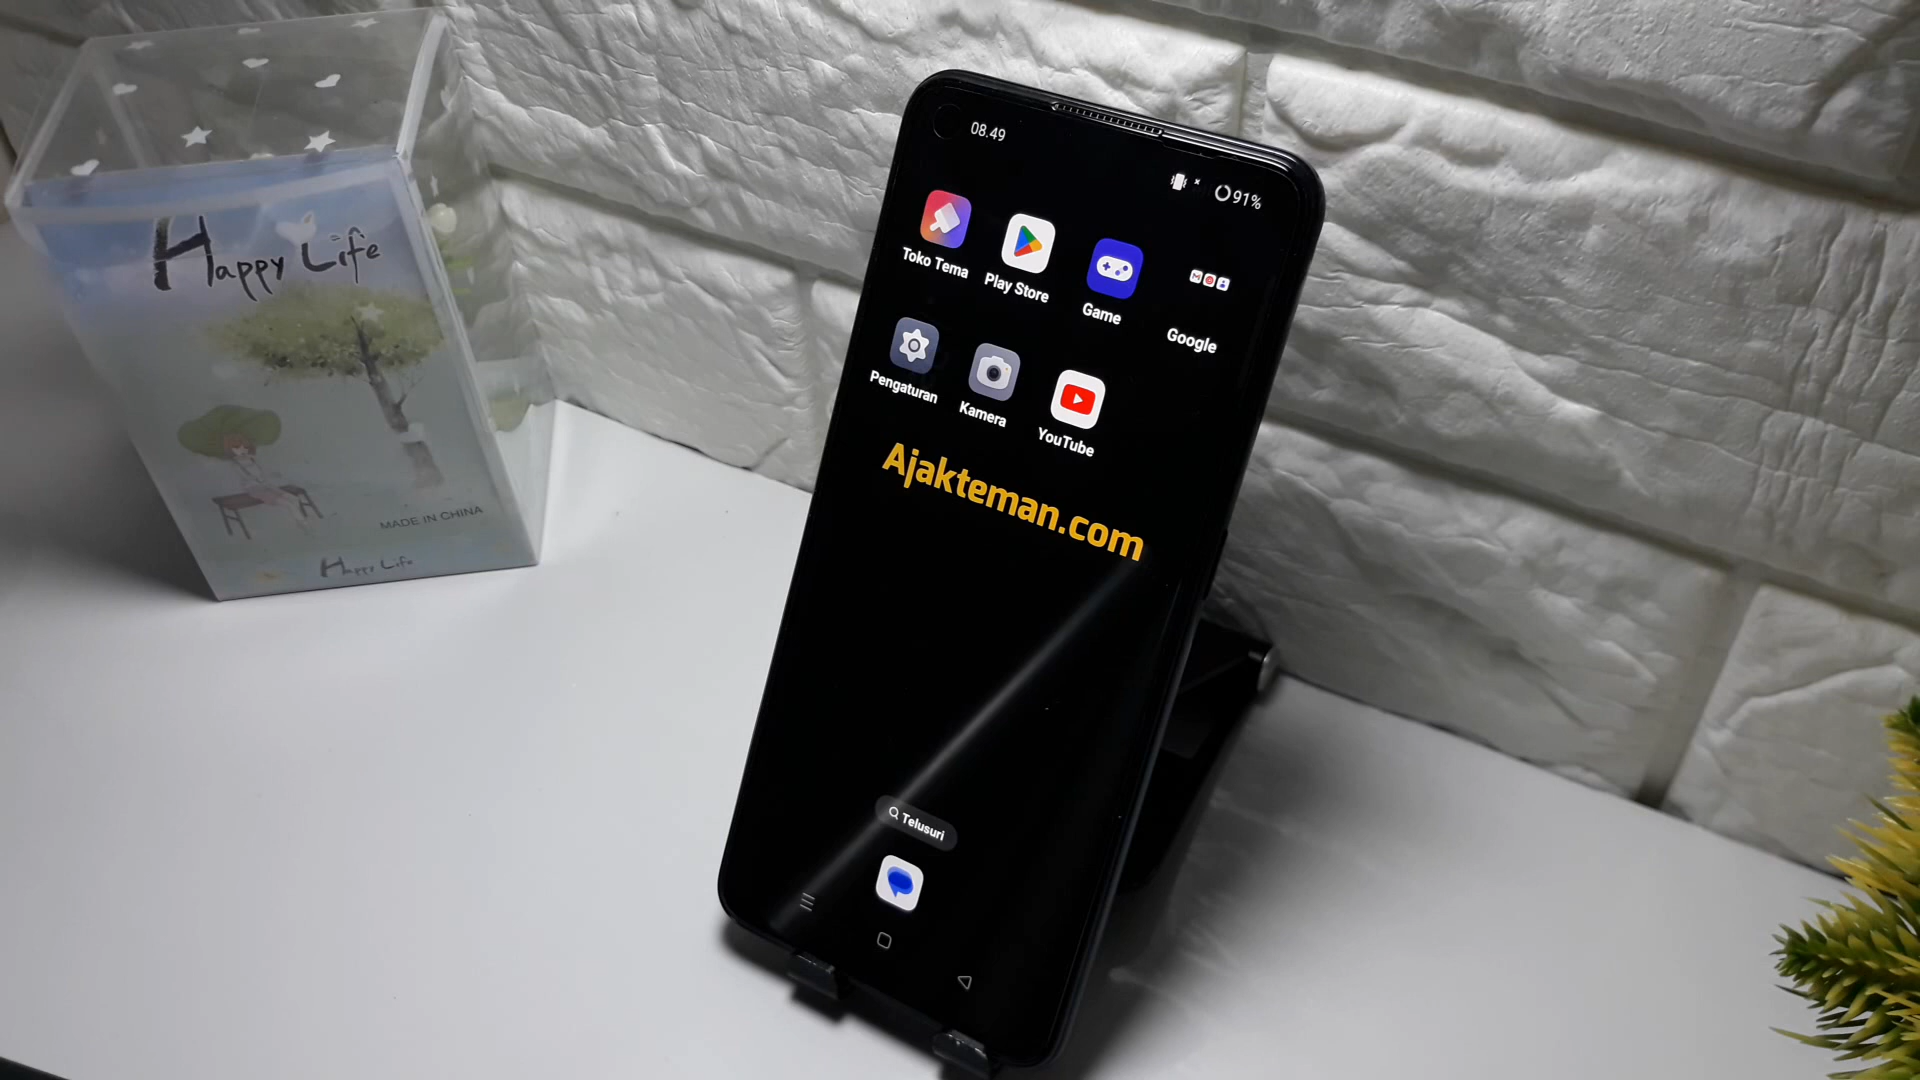 Happy Life
MADE IN CHINA
Happy Life
08.49
91%
Toko Tema
Play Store
Game
Google
Pengaturan
Kamera
YouTube
Ajakteman.com
Telusuri